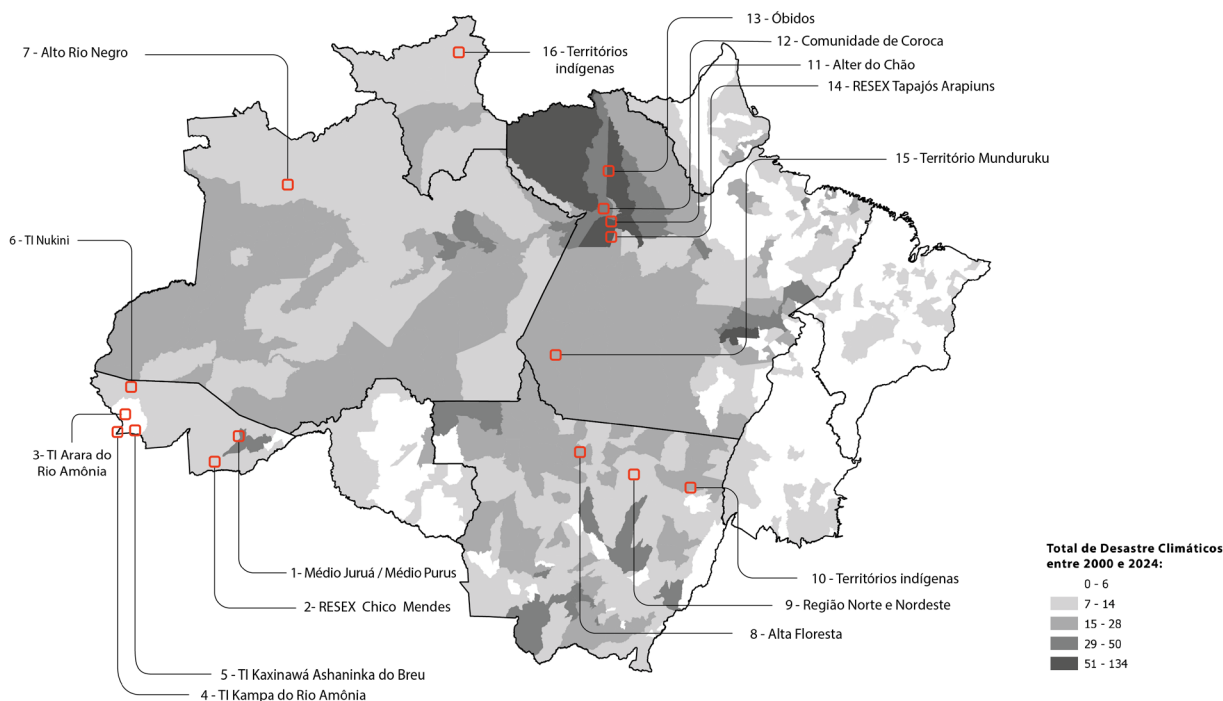 13 - Óbidos
7 - Alto Rio Negro
16 - Territórios
indígenas
12 - Comunidade de Coroca
11 - Alter do Chão
14 - RESEX Tapajós Arapiuns
15 - Território Munduruku
6 - TI Nukini
3- TI Arara do
Rio Amônia
1- Médio Juruá / Médio Purus
2- RESEX Chico Mendes
5 - TI Kaxinawá Ashaninka do Breu
4 - TI Kampa do Rio Amônia
10 - Territórios indígenas
9 - Região Norte e Nordeste
8 - Alta Floresta
Total de Desastre Climáticos
entre 2000 e 2024:
0 - 6
7 - 14
15 - 28
29 - 50
51 - 134